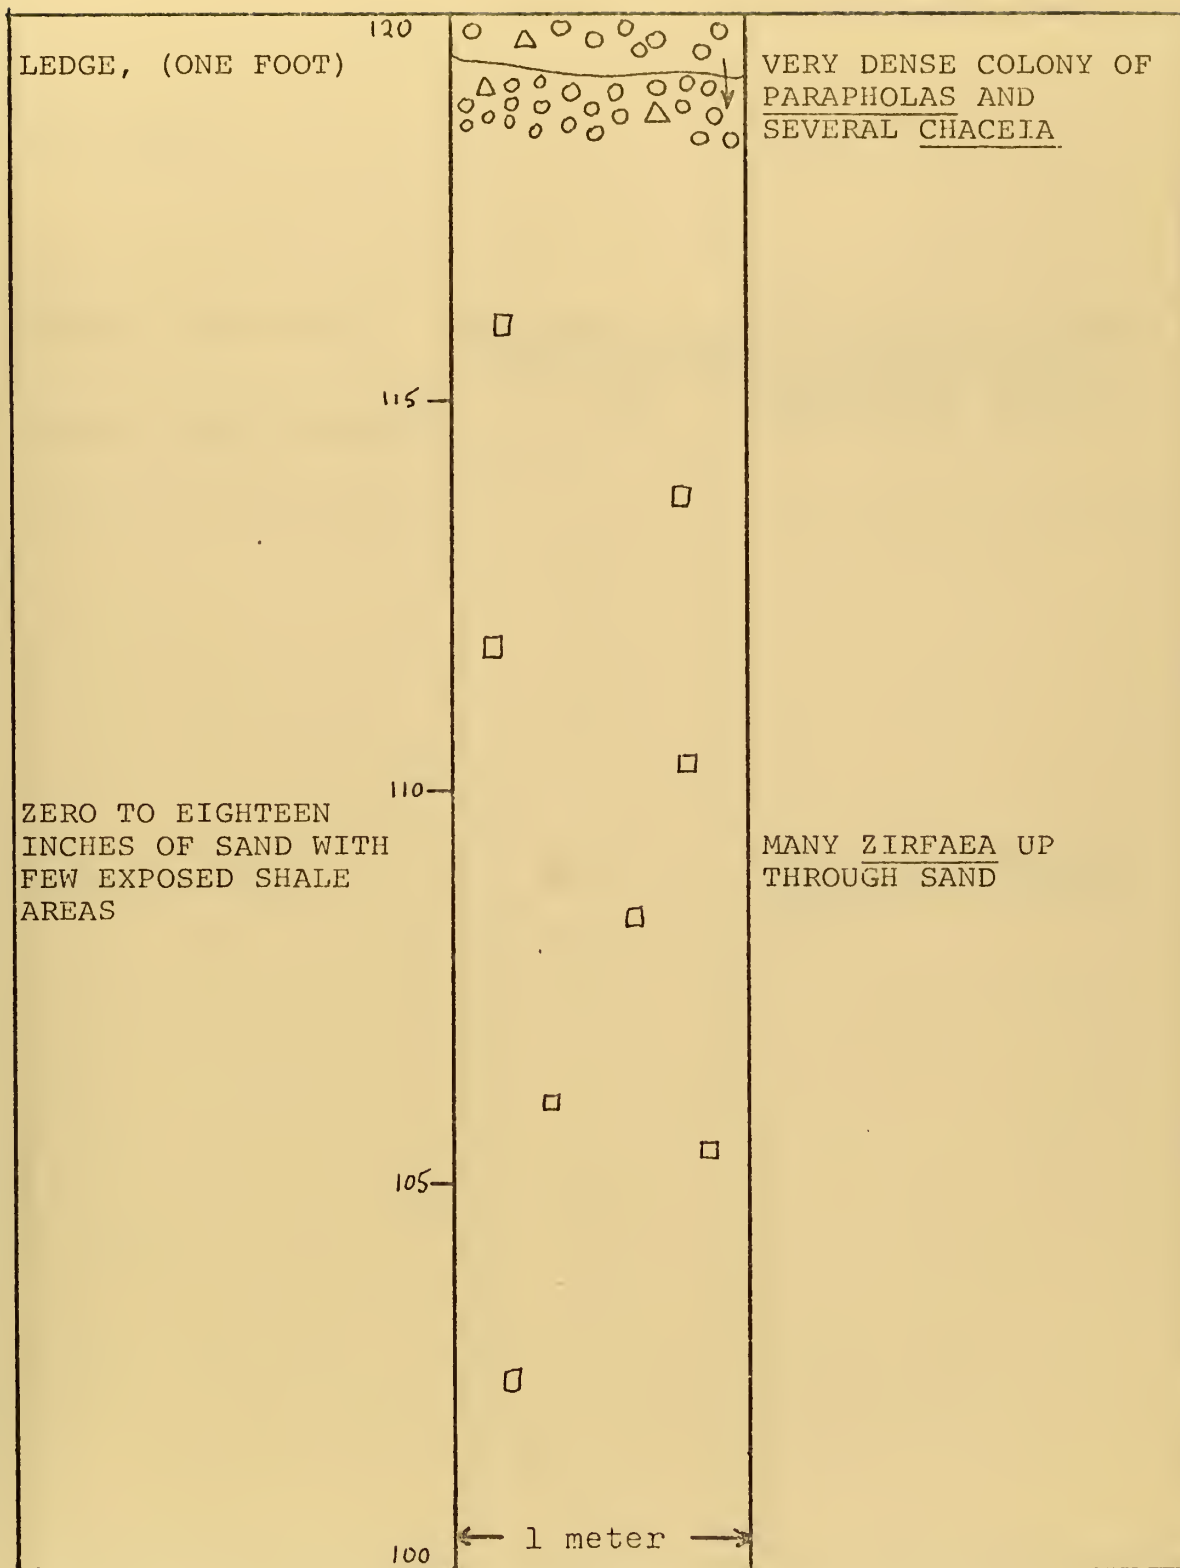 120
LEDGE, (ONE FOOT)
VERY DENSE COLONY OF
PARAPHOLAS AND
SEVERAL CHACEIA
115
110
ZERO TO EIGHTEEN
INCHES OF SAND WITH
FEW EXPOSED SHALE
AREAS
MANY ZIRFAEA UP
THROUGH SAND
105
1 meter
100